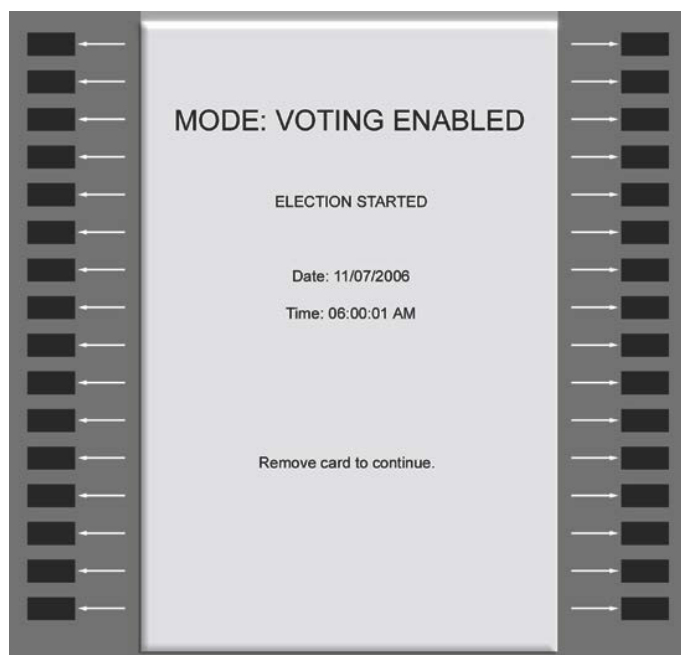 MODE: VOTING ENABLED
ELECTION STARTED
Date: 11/07/2006
Time: 06:00:01 AM
Remove card to continue.